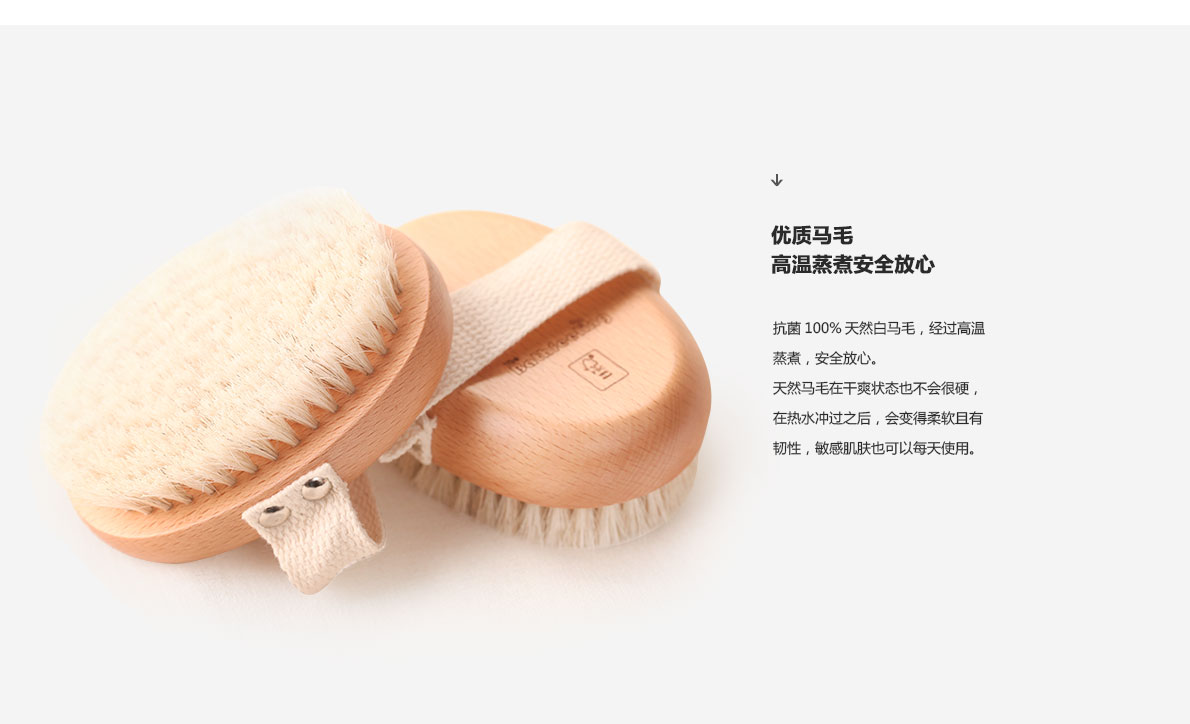 优质马毛
高温蒸煮安全放心
抗菌 100% 天然白马毛，经过高温
蒸煮，安全放心。
天然马毛在干爽状态也不会很硬，
在热水冲过之后，会变得柔软且有
韧性，敏感肌肤也可以每天使用。